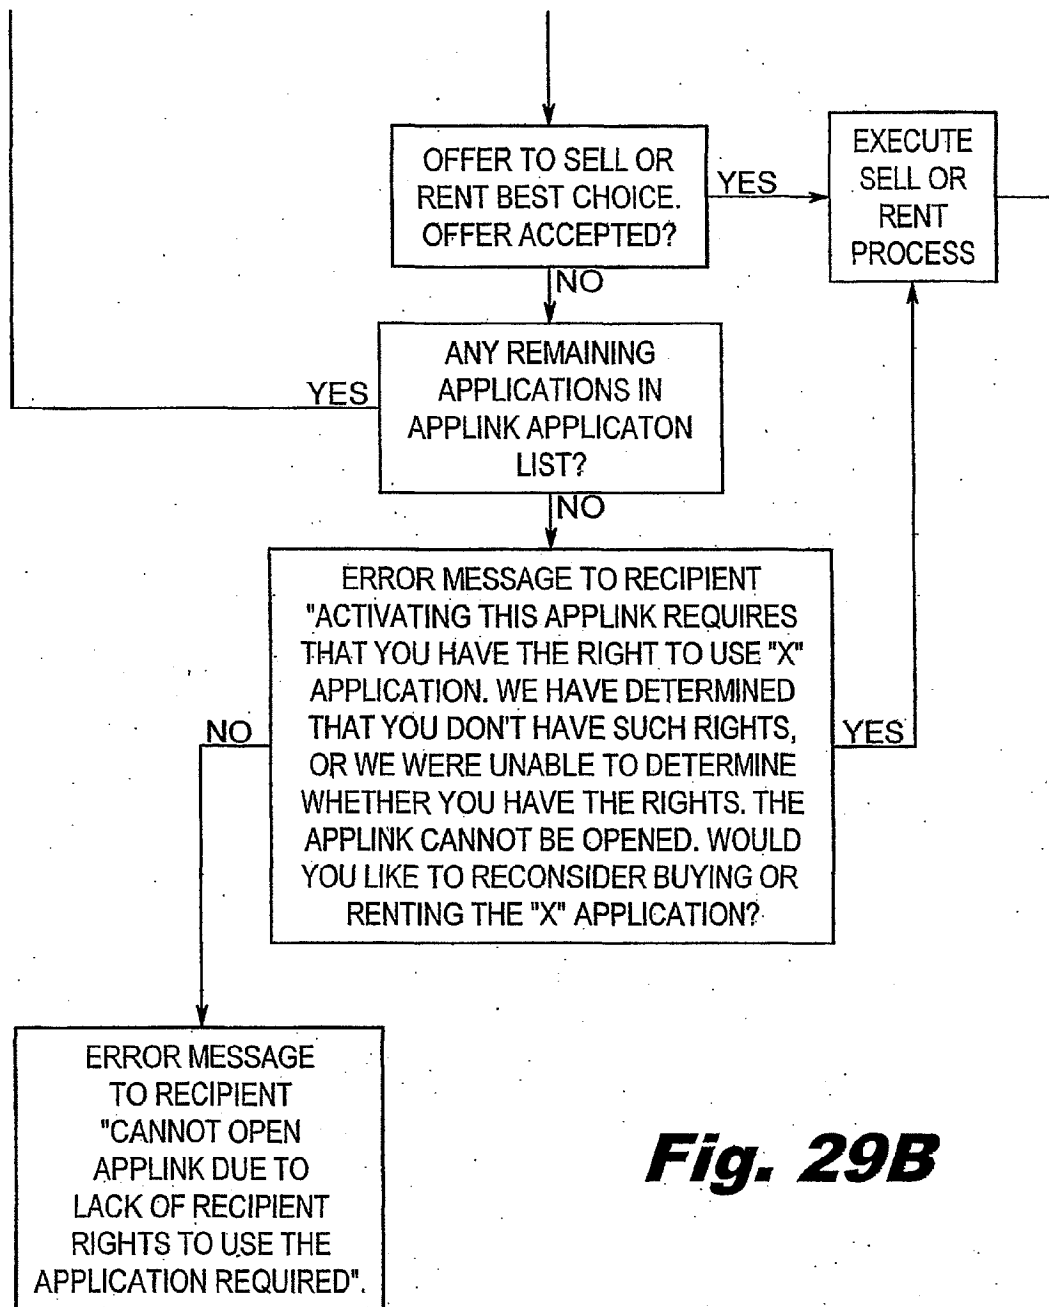 OFFER TO SELL OR
RENT BEST CHOICE.
OFFER ACCEPTED?
YES
EXECUTE
SELL OR
RENT
PROCESS
NO
ANY REMAINING
APPLICATIONS IN
APPLINK APPLICATON
LIST?
YES
NO
ERROR MESSAGE TO RECIPIENT
"ACTIVATING THIS APPLINK REQUIRES
THAT YOU HAVE THE RIGHT TO USE "X"
APPLICATION. WE HAVE DETERMINED
THAT YOU DON'T HAVE SUCH RIGHTS,
OR WE WERE UNABLE TO DETERMINE
WHETHER YOU HAVE THE RIGHTS. THE
APPLINK CANNOT BE OPENED. WOULD
YOU LIKE TO RECONSIDER BUYING OR
RENTING THE "X" APPLICATION?
NO
YES
ERROR MESSAGE
TO RECIPIENT
"CANNOT OPEN
APPLINK DUE TO
LACK OF RECIPIENT
RIGHTS TO USE THE
APPLICATION REQUIRED".
Fig. 29B